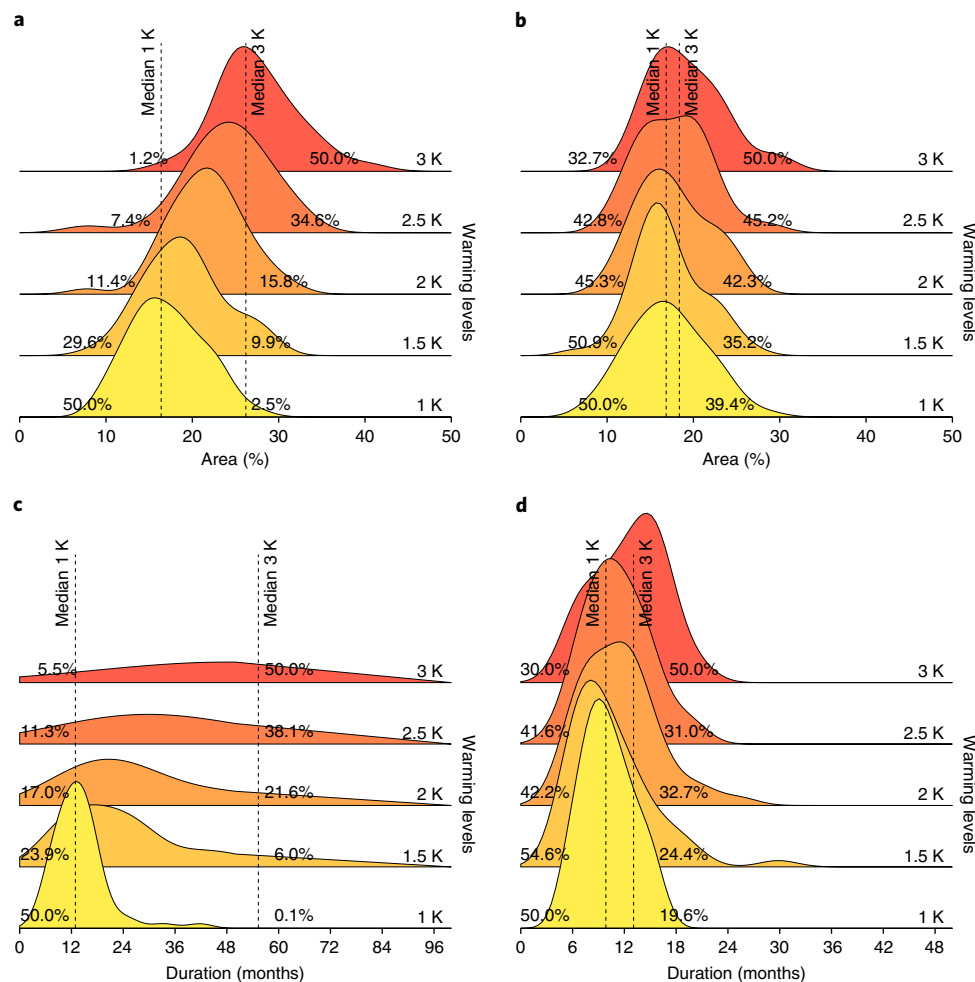 a
Median 1 K
Median 3 K
1.2%
50.0%
3 K
7.4%
34.6%
2.5 K
11.4%
15.8%
2 K
29.6%
9.9%
1.5 K
50.0%
2.5%
1 K
Warming levels
0 10 20 30 40 50
Area (%)
b
Median 1 K
Median 3 K
32.7%
50.0%
3 K
42.8%
45.2%
2.5 K
45.3%
42.3%
2 K
50.9%
35.2%
1.5 K
50.0%
39.4%
1 K
Warming levels
0 10 20 30 40 50
Area (%)
c
Median 1 K
Median 3 K
5.5%
50.0%
3 K
11.3%
38.1%
2.5 K
17.0%
21.6%
2 K
23.9%
6.0%
1.5 K
50.0%
0.1%
1 K
Warming levels
0 12 24 36 48 60 72 84 96
Duration (months)
d
Median 1 K
Median 3 K
30.0%
50.0%
3 K
41.6%
31.0%
2.5 K
42.2%
32.7%
2 K
54.6%
24.4%
1.5 K
50.0%
19.6%
1 K
Warming levels
0 6 12 18 24 30 36 42 48
Duration (months)